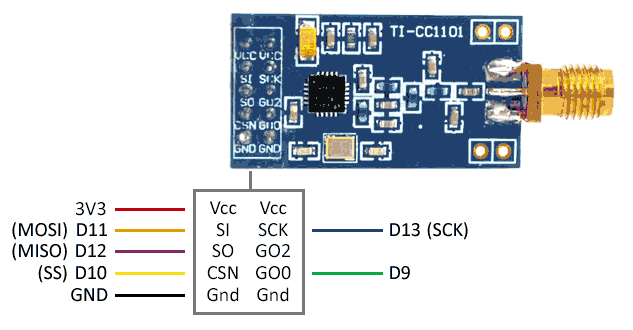 TI-CC1101
VCC VCC
SI SCK
SO GO2
CSN GOO
GND GND
3V3 Vcc Vcc
(MOSI) D11 SI SCK D13 (SCK)
(MISO) D12 SO GO2
(SS) D10 CSN GO0 D9
GND Gnd Gnd